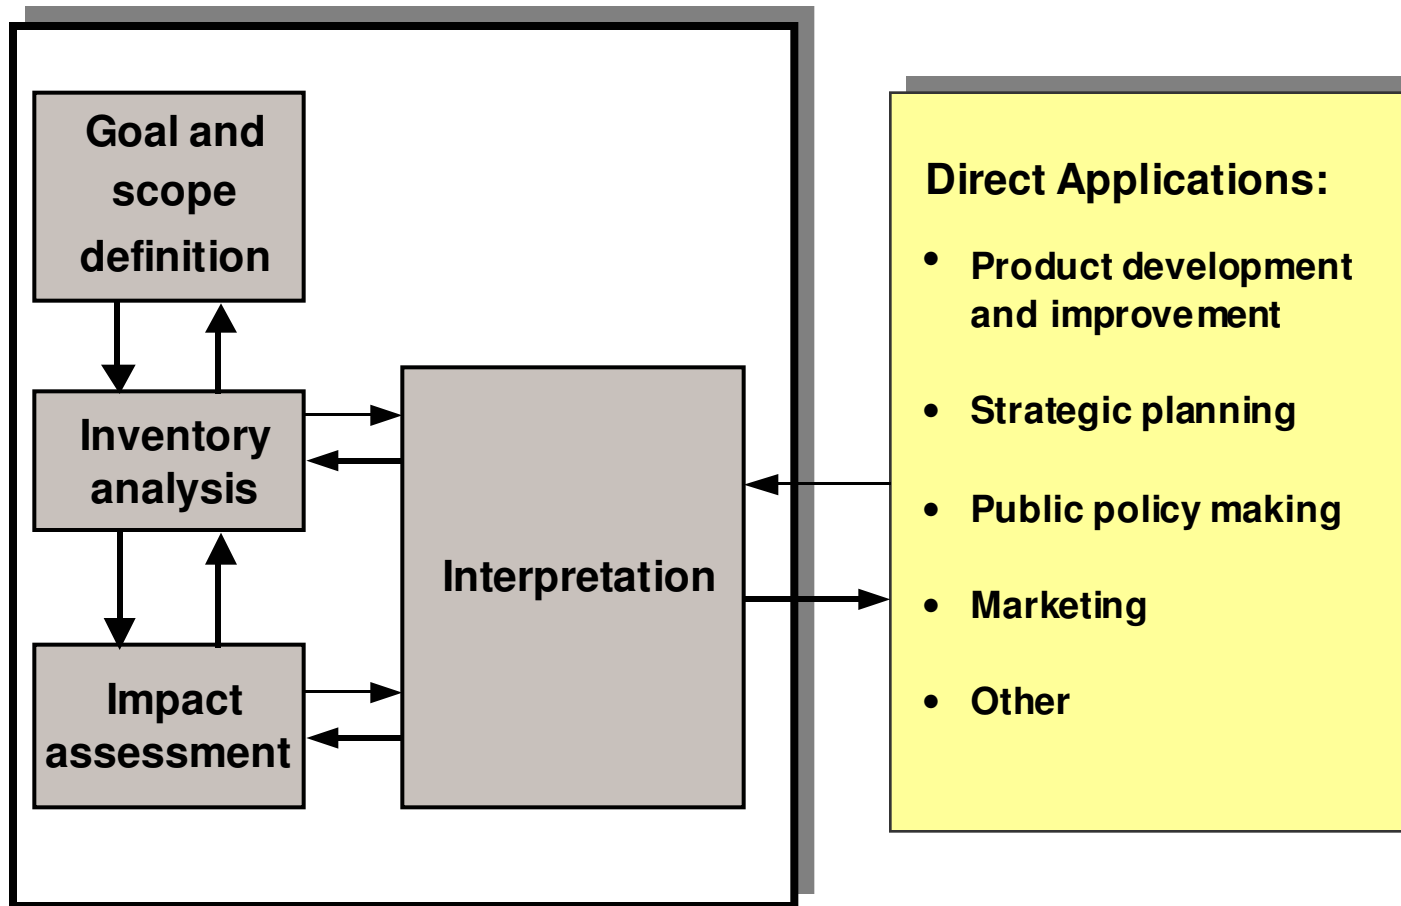 Goal and
scope
definition
Inventory
analysis
Impact
assessment
Interpretation
Direct Applications:
• Product development
and improvement
• Strategic planning
• Public policy making
• Marketing
• Other